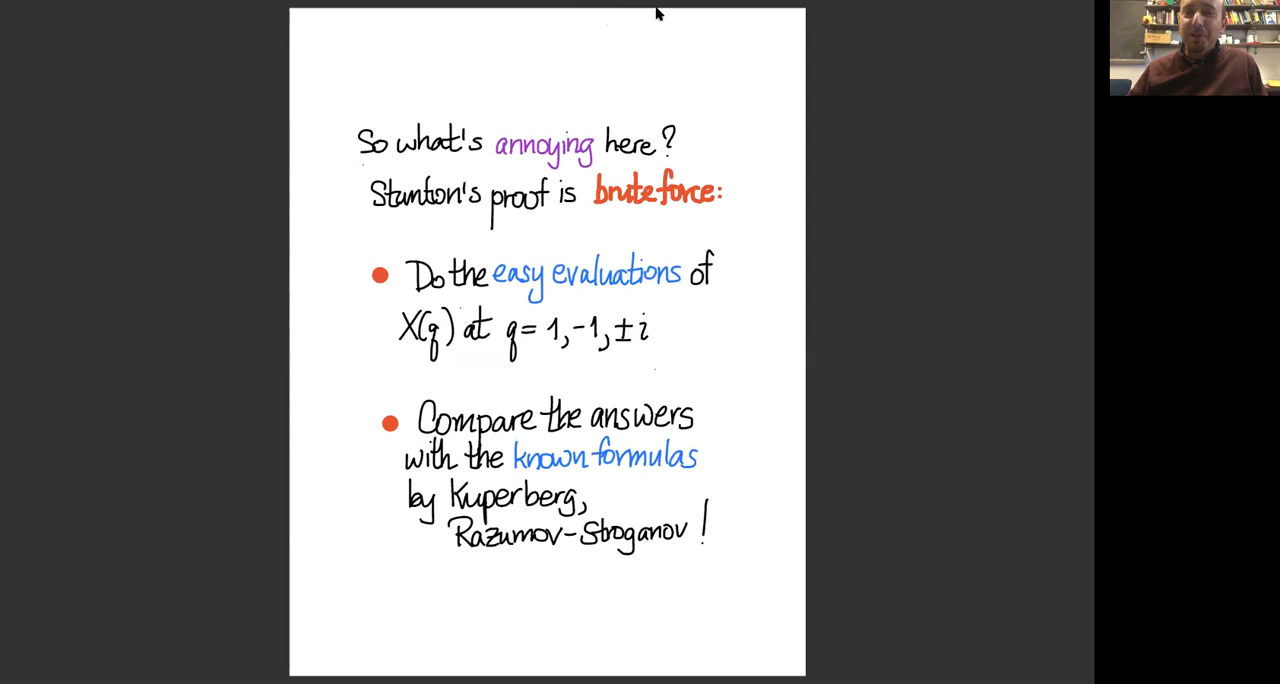 So what's annoying here?
Stanton's proof is brute force:
Do the easy evaluations of
X(q) at q = 1, -1, ± i
Compare the answers
with the known formulas
by Kuperberg,
Razumov-Stroganov!